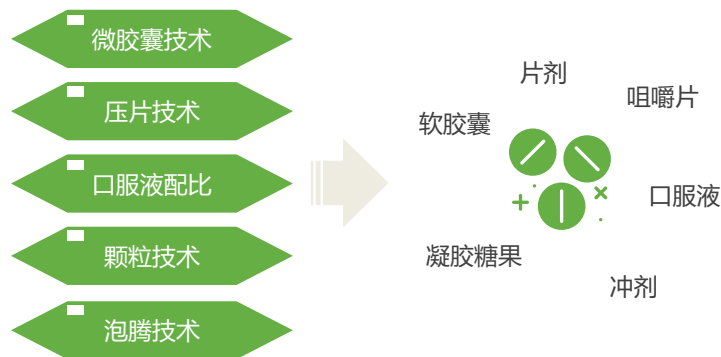 微胶囊技术
压片技术
口服液配比
颗粒技术
泡腾技术
片剂
咀嚼片
软胶囊
口服液
凝胶糖果
冲剂